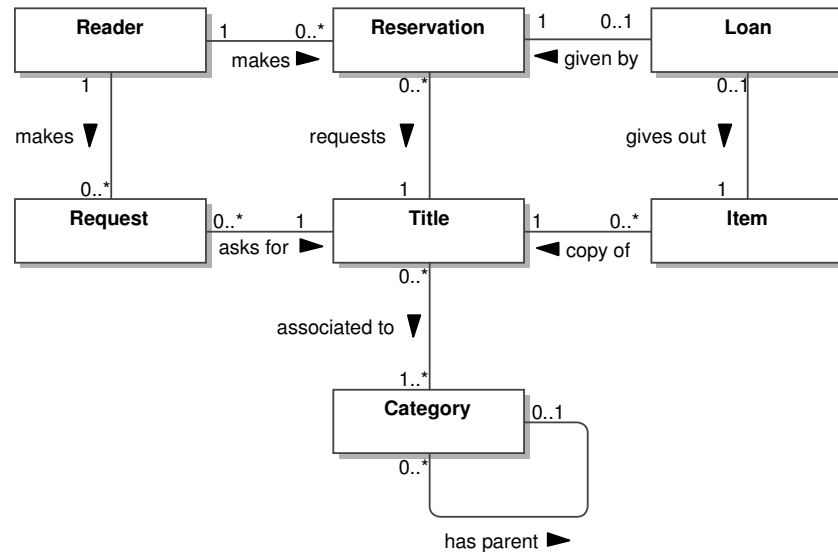 Reader
1
0..*
Reservation
1
0..1
Loan
makes
given by
1
0..*
0..1
makes
requests
gives out
0..*
1
1
Request
0..*
1
Title
1
0..*
Item
asks for
copy of
0..*
associated to
1..*
Category
0..1
0..*
has parent